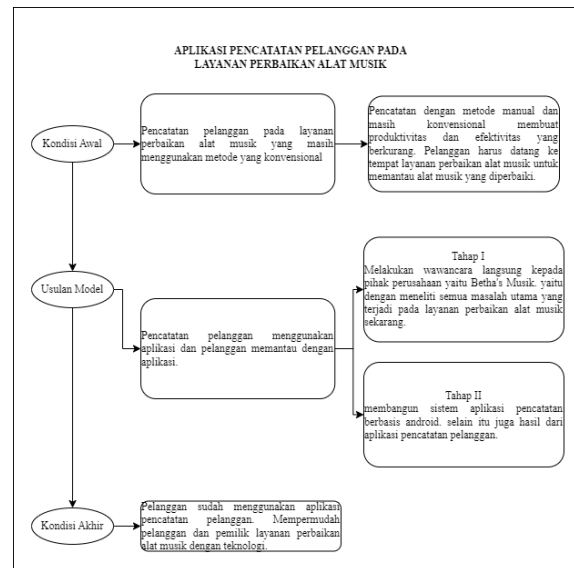 APLIKASI PENCATATAN PELANGGAN PADA
LAYANAN PERBAIKAN ALAT MUSIK
Kondisi Awal
Pencatatan pelanggan pada layanan
perbaikan alat musik yang masih
menggunakan metode yang konvensional
Pencatatan dengan metode manual dan
masih konvensional membuat
produktivitas dan efektivitas yang
berkurang. Pelanggan harus datang ke
tempat layanan perbaikan alat musik untuk
memantau alat musik yang diperbaiki.
Usulan Model
Pencatatan pelanggan menggunakan
aplikasi dan pelanggan memantau dengan
aplikasi.
Tahap I
Melakukan wawancara langsung kepada
pihak perusahaan yaitu Betha's Musik. yaitu
dengan meneliti semua masalah utama yang
terjadi pada layanan perbaikan alat musik
sekarang.
Tahap II
membangun sistem aplikasi pencatatan
berbasis android. selain itu juga hasil dari
aplikasi pencatatan pelanggan.
Kondisi Akhir
Pelanggan sudah menggunakan aplikasi
pencatatan pelanggan. Mempermudah
pelanggan dan pemilik layanan perbaikan
alat musik dengan teknologi.